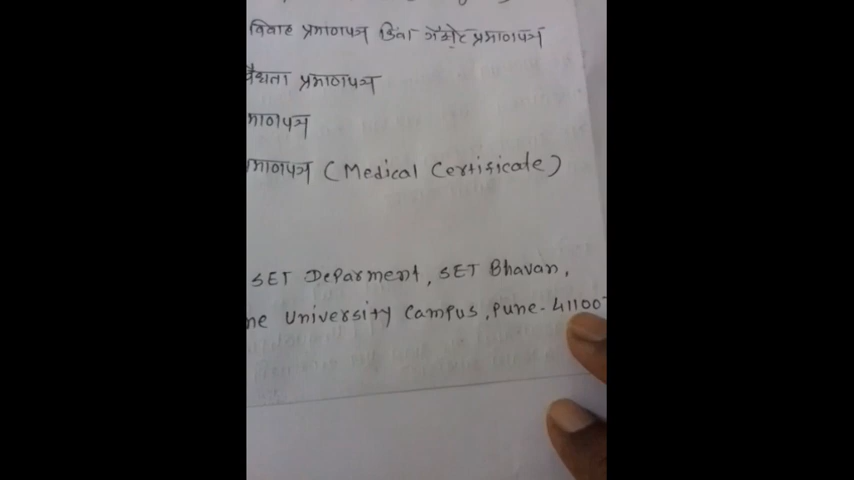 विवाह प्रमाणपत्र किंवा गॅझेट प्रमाणपत्र
वैधता प्रमाणपत्र
माणपत्र
माणपत्र (Medical Certificate)
SET Deparment, SET Bhavan,
ne University Campus, Pune - 41100